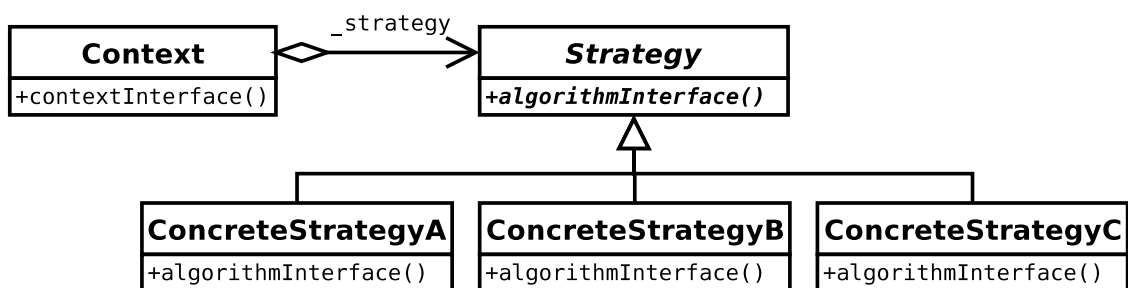 _strategy
Context
Strategy
+contextInterface()
+algorithmInterface()
ConcreteStrategyA
ConcreteStrategyB
ConcreteStrategyC
+algorithmInterface()
+algorithmInterface()
+algorithmInterface()